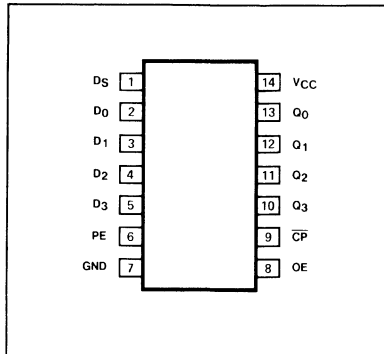 DS 1 14 VCC
D0 2 13 Q0
D1 3 12 Q1
D2 4 11 Q2
D3 5 10 Q3
PE 6 9 C̅P̅
GND 7 8 OE